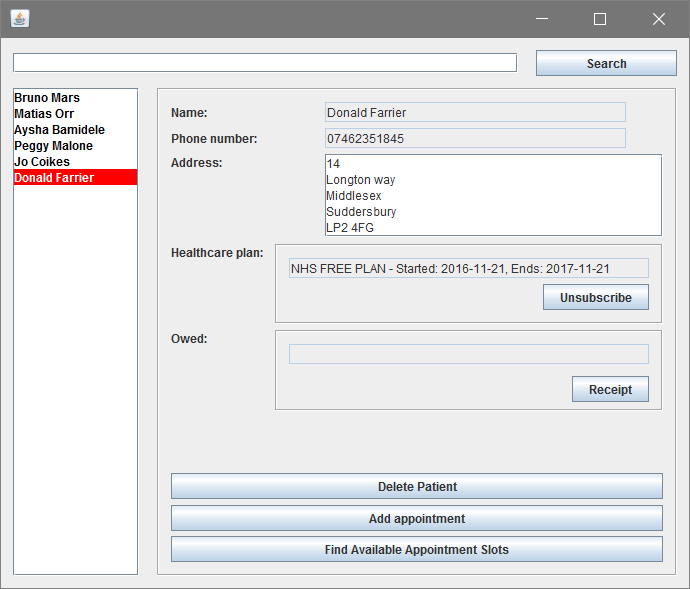 Search
Bruno Mars
Matias Orr
Aysha Bamidele
Peggy Malone
Jo Coikes
Donald Farrier
Name: Donald Farrier
Phone number: 07462351845
Address: 14
Longton way
Middlesex
Suddersbury
LP2 4FG
Healthcare plan:
NHS FREE PLAN - Started: 2016-11-21, Ends: 2017-11-21
Unsubscribe
Owed:
Receipt
Delete Patient
Add appointment
Find Available Appointment Slots